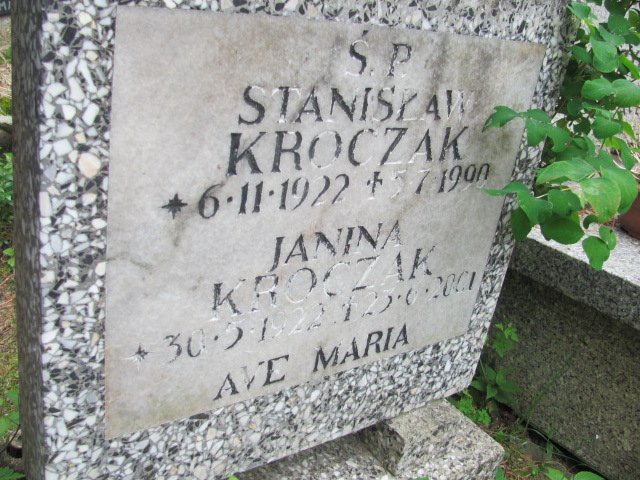 Ś. P.
STANISŁAW
KROCZAK
✶ 6·11·1922 † 5·7·1990
JANINA
KROCZAK
✶ 30·5·1922 † 25·6·2001
AVE MARIA